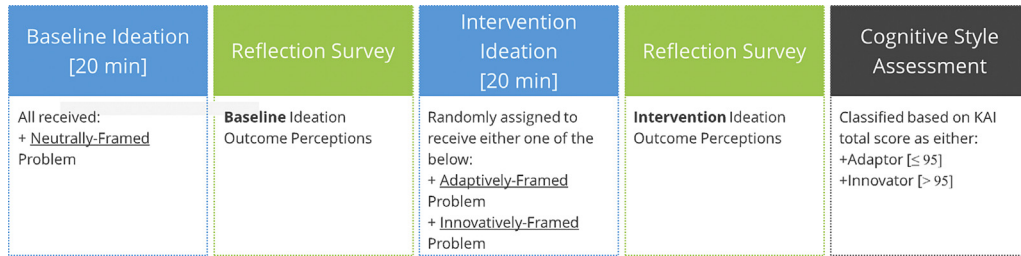 Baseline Ideation
[20 min]
All received:
+ Neutrally-Framed
Problem
Reflection Survey
Baseline Ideation
Outcome Perceptions
Intervention
Ideation
[20 min]
Randomly assigned to
receive either one of the
below:
+ Adaptively-Framed
Problem
+ Innovatively-Framed
Problem
Reflection Survey
Intervention Ideation
Outcome Perceptions
Cognitive Style
Assessment
Classified based on KAI
total score as either:
+Adaptor [≤ 95]
+Innovator [> 95]